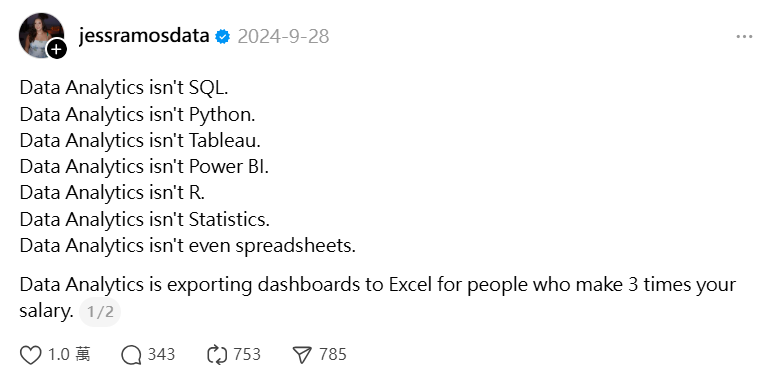 jessramosdata 2024-9-28
Data Analytics isn't SQL.
Data Analytics isn't Python.
Data Analytics isn't Tableau.
Data Analytics isn't Power BI.
Data Analytics isn't R.
Data Analytics isn't Statistics.
Data Analytics isn't even spreadsheets.
Data Analytics is exporting dashboards to Excel for people who make 3 times your
salary. 1/2
1.0 萬 343 753 785